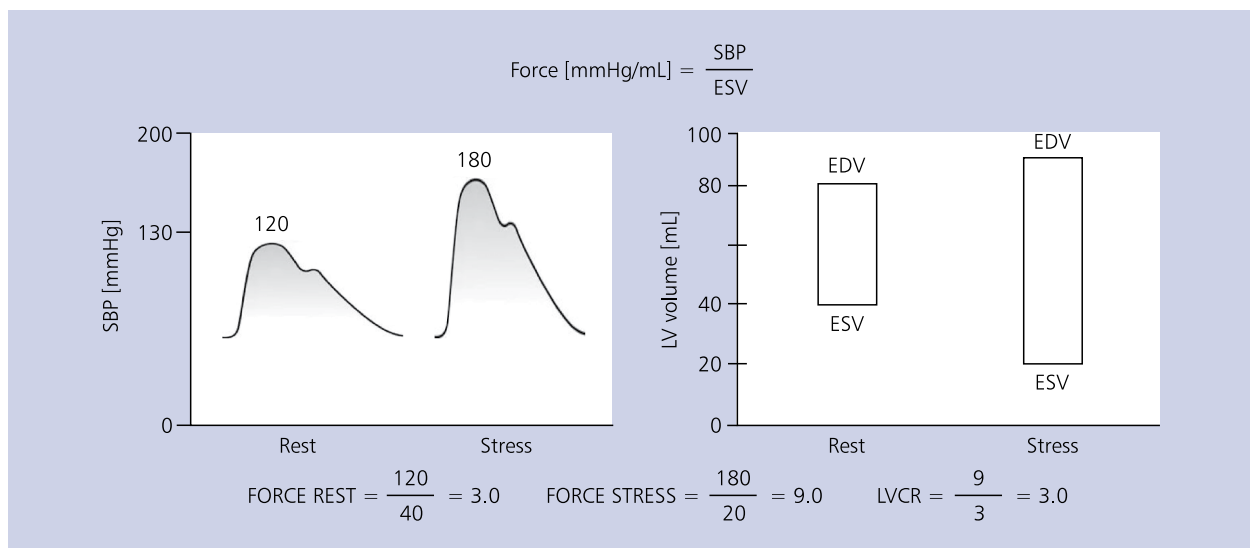 Force [mmHg/mL] = SBP
ESV
200
130
0
SBP [mmHg]
120
180
Rest
Stress
100
80
40
20
0
LV volume [mL]
EDV
ESV
EDV
ESV
Rest
Stress
FORCE REST = 120
40
= 3.0
FORCE STRESS = 180
20
= 9.0
LVCR = 9
3
= 3.0